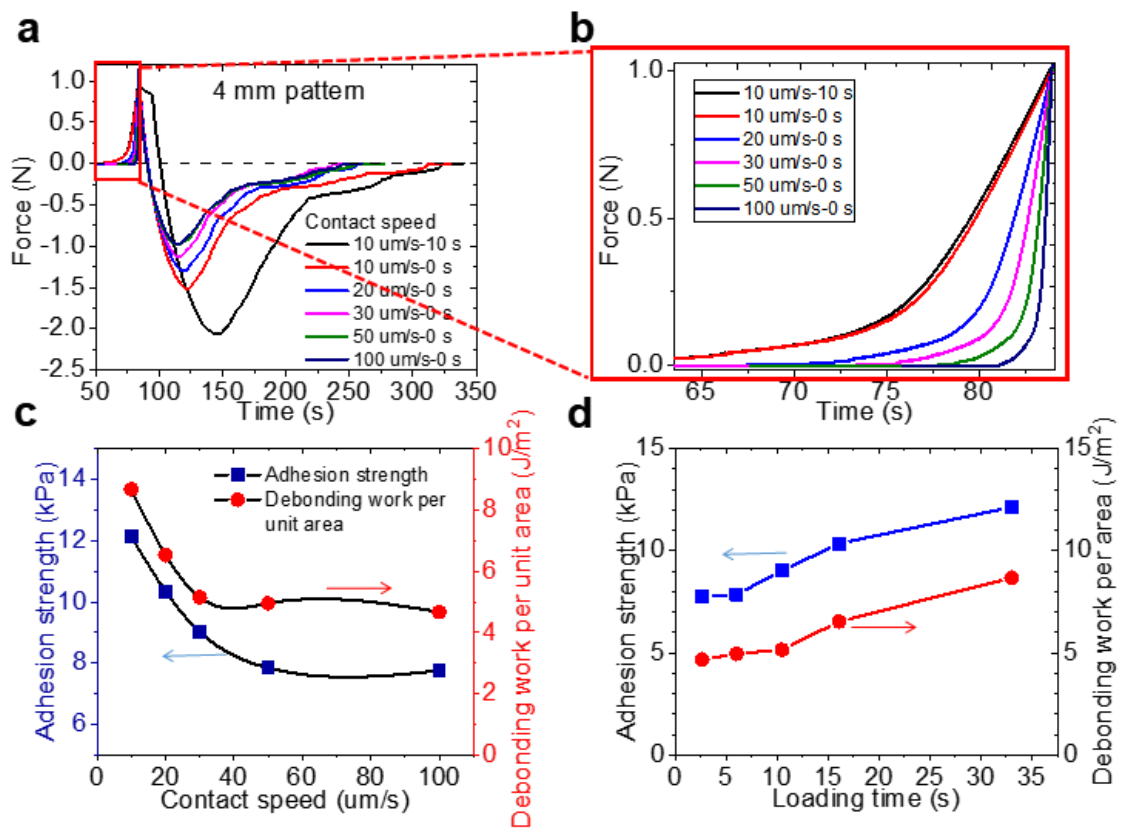 a
4 mm pattern
Force (N)
1.0
0.5
0.0
-0.5
-1.0
-1.5
-2.0
-2.5
50 100 150 200 250 300 350
Time (s)
Contact speed
10 um/s-10 s
10 um/s-0 s
20 um/s-0 s
30 um/s-0 s
50 um/s-0 s
100 um/s-0 s
b
Force (N)
1.0
0.5
0.0
65 70 75 80
Time (s)
10 um/s-10 s
10 um/s-0 s
20 um/s-0 s
30 um/s-0 s
50 um/s-0 s
100 um/s-0 s
c
Adhesion strength (kPa)
14
12
10
8
6
0 20 40 60 80 100
Contact speed (um/s)
Adhesion strength
Debonding work per
unit area
10
8
6
4
2
0
Debonding work per unit area (J/m²)
d
Adhesion strength (kPa)
15
10
5
0
0 5 10 15 20 25 30 35
Loading time (s)
15
10
5
0
Debonding work per area (J/m²)